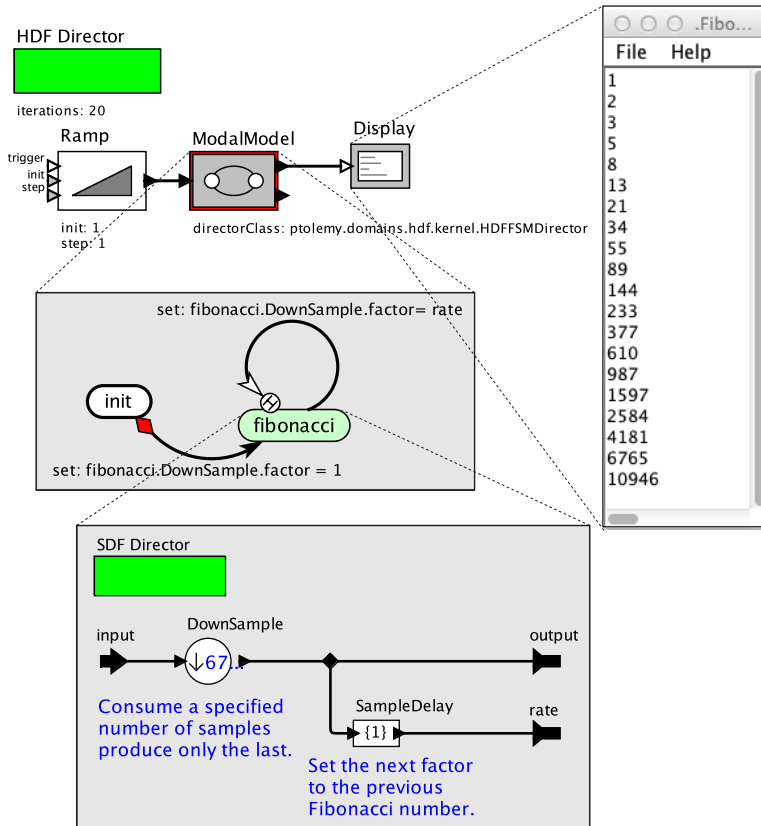 HDF Director
iterations: 20
Ramp
trigger
init
step
init: 1
step: 1
ModalModel
directorClass: ptolemy.domains.hdf.kernel.HDFFSMDirector
Display
.Fibo...
File Help
1
2
3
5
8
13
21
34
55
89
144
233
377
610
987
1597
2584
4181
6765
10946
set: fibonacci.DownSample.factor= rate
init
H
fibonacci
set: fibonacci.DownSample.factor = 1
SDF Director
input
DownSample
↓67...
output
SampleDelay
{1}
rate
Consume a specified
number of samples
produce only the last.
Set the next factor
to the previous
Fibonacci number.